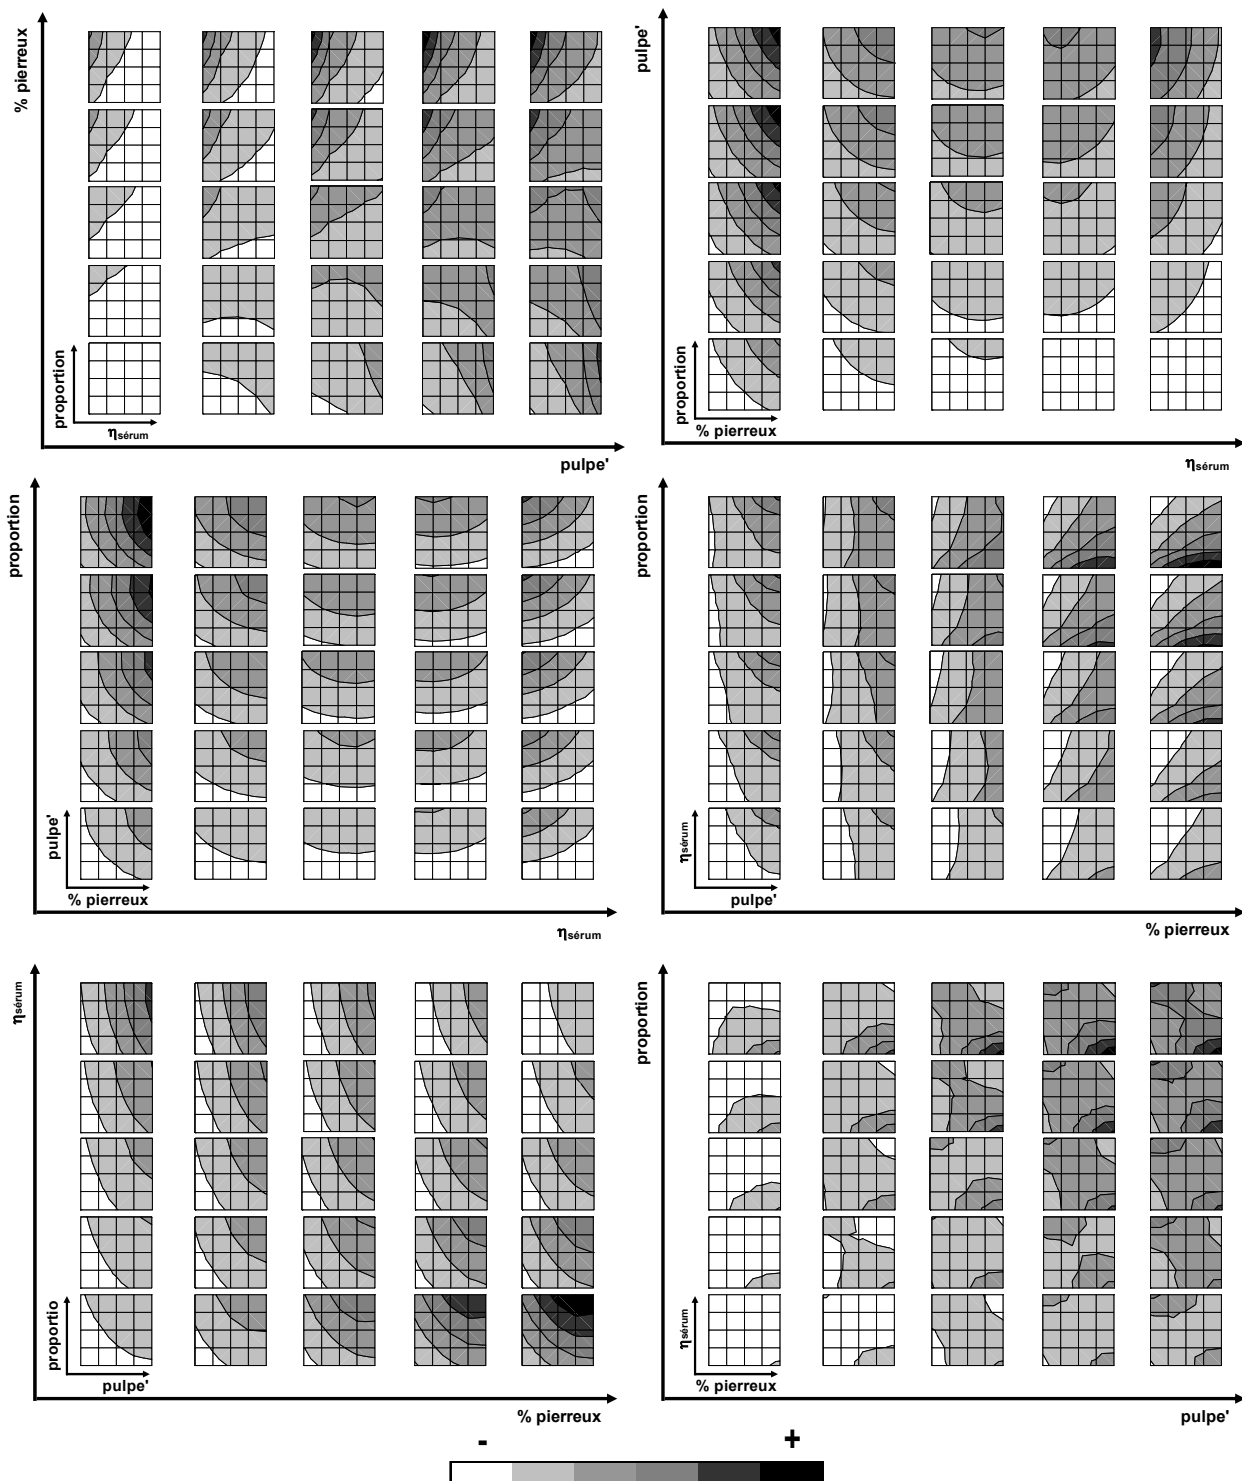 % pierreux
proportion
ηsérum
pulpe'
pulpe'
proportion
% pierreux
ηsérum
proportion
pulpe'
% pierreux
ηsérum
proportion
ηsérum
pulpe'
% pierreux
ηsérum
proportio
pulpe'
% pierreux
proportion
ηsérum
% pierreux
pulpe'
- +